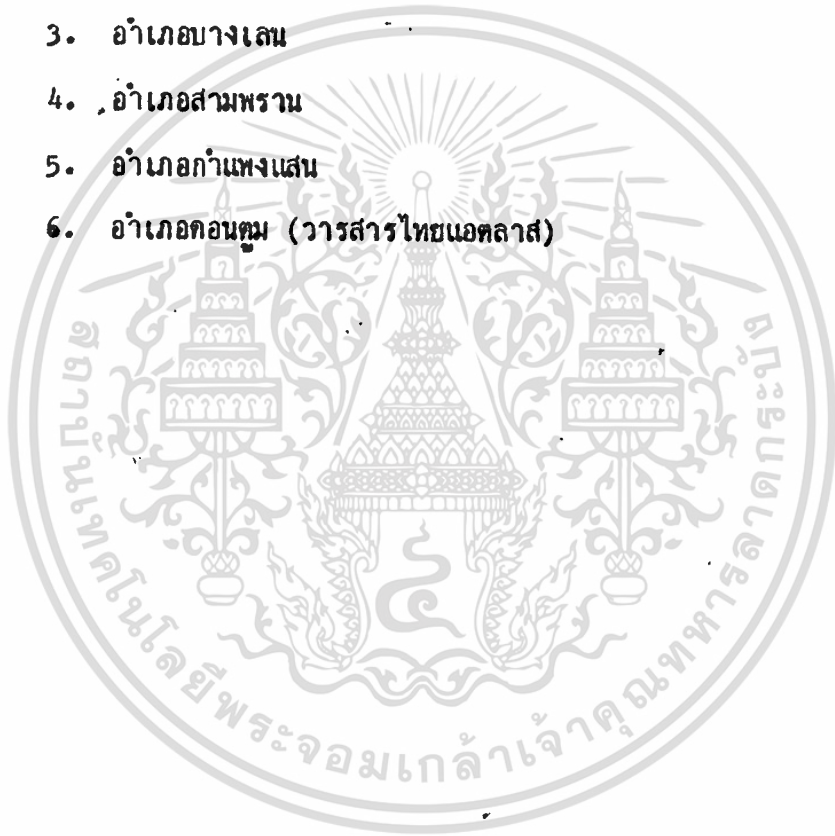 3. อำเภอบางเลน
4. อำเภอสามพราน
5. อำเภอกำแพงแสน
6. อำเภอดอนตูม (วารสารไทยแอตลาส)
สถาบันเทคโนโลยีพระจอมเกล้าเจ้าคุณทหารลาดกระบัง